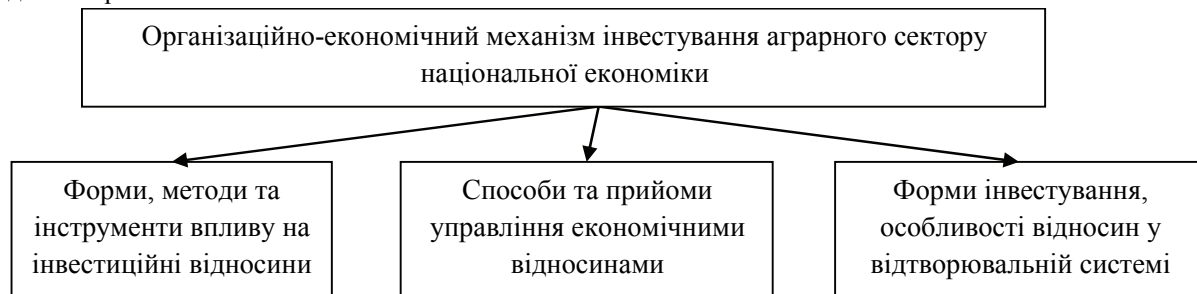 Організаційно-економічний механізм інвестування аграрного сектору
національної економіки
Форми, методи та
інструменти впливу на
інвестиційні відносини
Способи та прийоми
управління економічними
відносинами
Форми інвестування,
особливості відносин у
відтворювальній системі